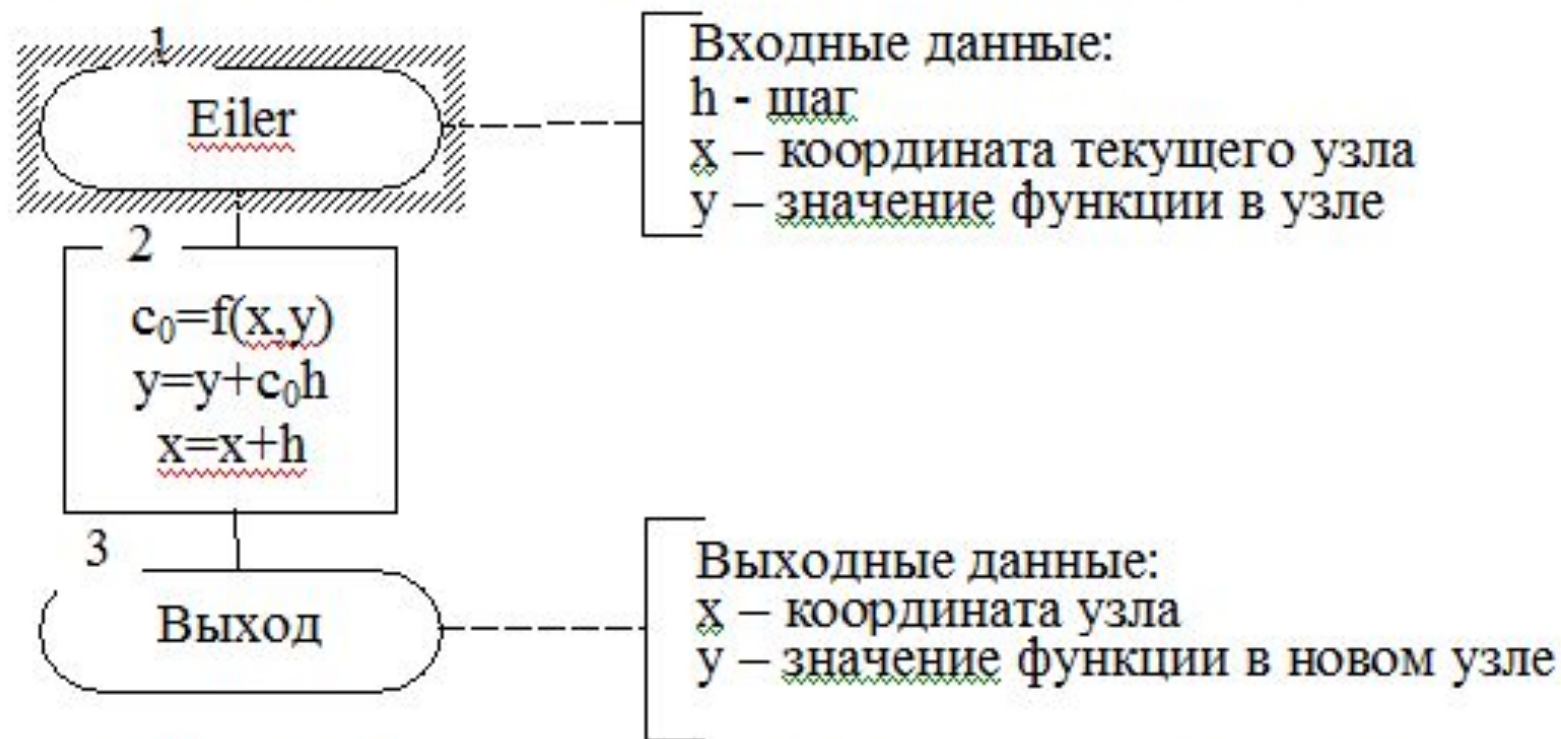 1
Eiler
Входные данные:
h - шаг
x – координата текущего узла
y – значение функции в узле
2
c₀=f(x,y)
y=y+c₀h
x=x+h
3
Выход
Выходные данные:
x – координата узла
y – значение функции в новом узле